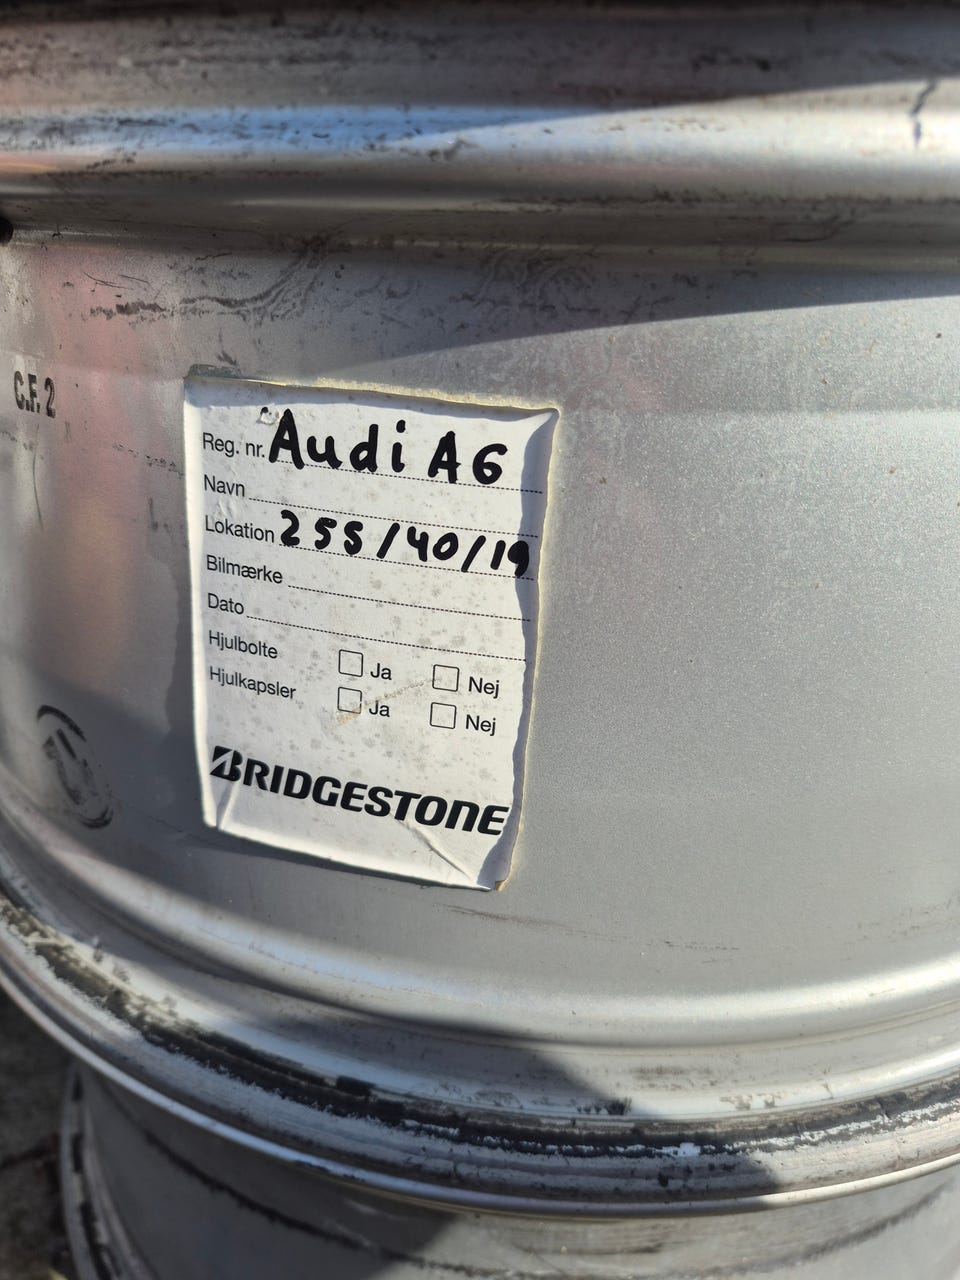 C.F. 2
Reg. nr. Audi A6
Navn
Lokation 255/40/19
Bilmærke
Dato
Hjulbolte Ja Nej
Hjulkapsler Ja Nej
BRIDGESTONE